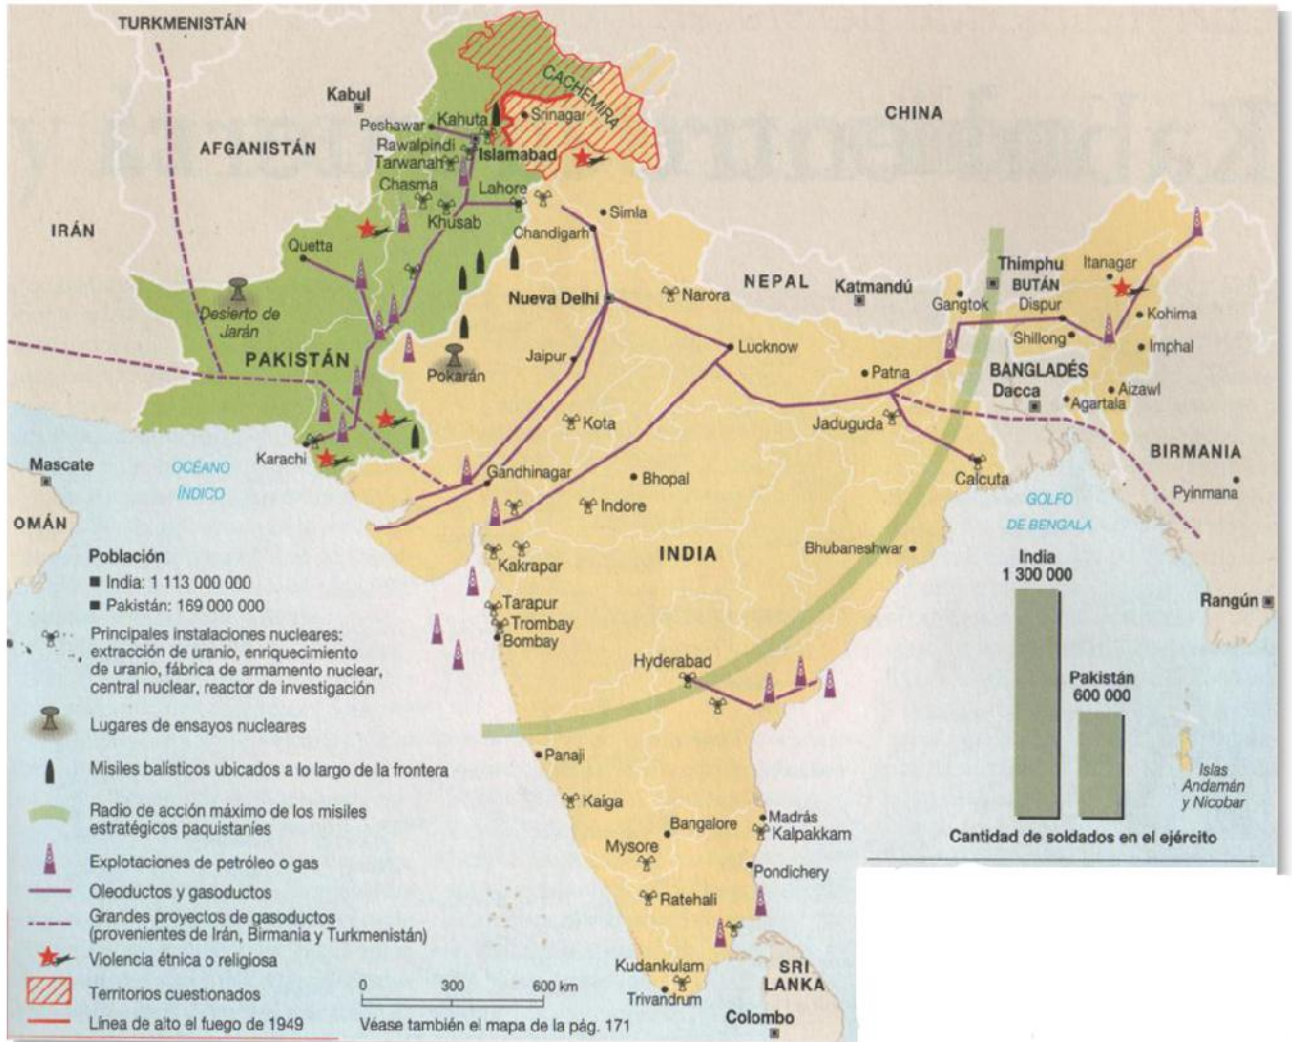 TURKMENISTÁN
Kabul
CACHEMIRA
CHINA
Peshawar
Kahuta
Srinagar
AFGANISTÁN
Rawalpindi
Islamabad
Tarwanah
Chasma
Lahore
Khusab
Simla
IRÁN
Quetta
Chandigarh
Desierto de
Jarán
Nueva Delhi
Narora
NEPAL
Katmandú
Thimphu
BUTÁN
Itanagar
Gangtok
Dispur
Kohima
Shillong
Imphal
PAKISTÁN
Pokarán
Jaipur
Lucknow
Patna
BANGLADÉS
Dacca
Aizawl
Agartala
Kota
Jaduguda
BIRMANIA
Karachi
Mascate
OCÉANO
ÍNDICO
Gandhinagar
Bhopal
Calcuta
Pyinmana
OMÁN
Indore
GOLFO
DE BENGALA
INDIA
Bhubaneshwar
Kakrapar
Tarapur
Trombay
Bombay
Rangún
Hyderabad
Panaji
Kaiga
Bangalore
Madrás
Kalpakkam
Mysore
Pondichery
Ratehali
Kudankulam
Trivandrum
SRI
LANKA
Colombo
Islas
Andamán
y Nicobar
Población
India: 1 113 000 000
Pakistán: 169 000 000
Principales instalaciones nucleares:
extracción de uranio, enriquecimiento
de uranio, fábrica de armamento nuclear,
central nuclear, reactor de investigación
Lugares de ensayos nucleares
Misiles balísticos ubicados a lo largo de la frontera
Radio de acción máximo de los misiles
estratégicos paquistaníes
Explotaciones de petróleo o gas
Oleoductos y gasoductos
Grandes proyectos de gasoductos
(provenientes de Irán, Birmania y Turkmenistán)
Violencia étnica o religiosa
Territorios cuestionados
Línea de alto el fuego de 1949
0 300 600 km
Véase también el mapa de la pág. 171
India
1 300 000
Pakistán
600 000
Cantidad de soldados en el ejército